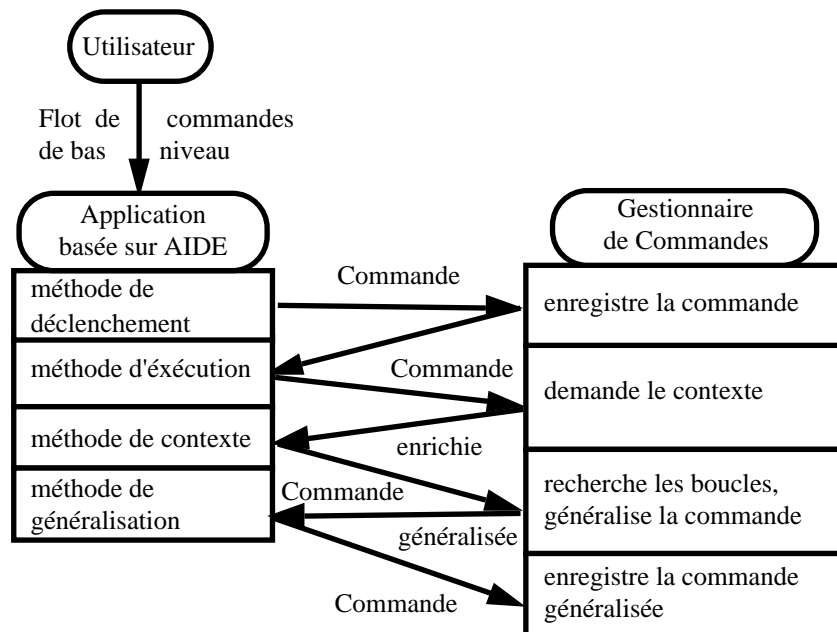 Utilisateur
Flot de commandes
de bas niveau
Application
basée sur AIDE
Gestionnaire
de Commandes
méthode de
déclenchement
Commande
enregistre la commande
méthode d'éxécution
Commande
demande le contexte
méthode de contexte
enrichie
méthode de
généralisation
Commande
recherche les boucles,
généralise la commande
généralisée
Commande
enregistre la commande
généralisée